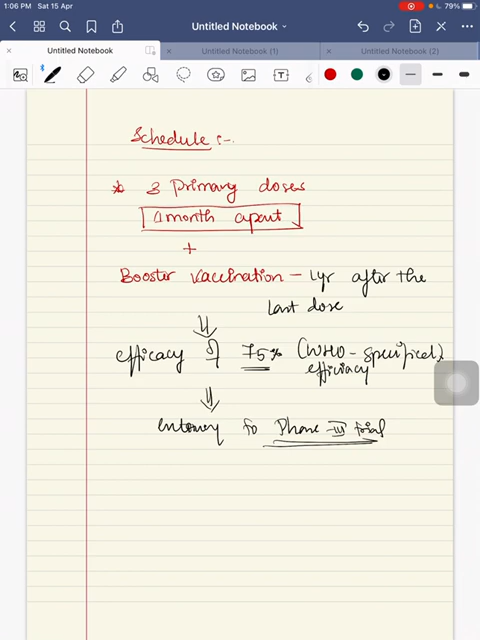 1:06 PM Sat 15 Apr 79%
Untitled Notebook
Untitled Notebook Untitled Notebook (1) Untitled Notebook (2)
Schedule :-
* 3 Primary doses
1 month apart
+
Booster vaccination – 1yr after the
last dose
efficacy of 75% (WHO - specified)
efficacy
to Phase III trial